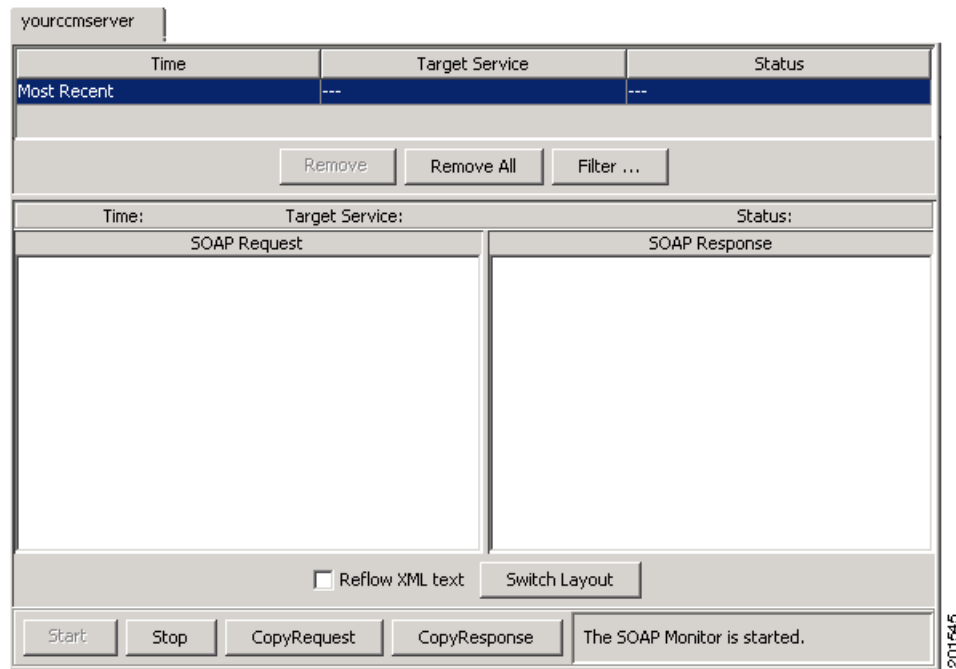 yourccmserver
Time Target Service Status
Most Recent --- ---
Remove Remove All Filter ...
Time: Target Service: Status:
SOAP Request SOAP Response
Reflow XML text Switch Layout
Start Stop CopyRequest CopyResponse The SOAP Monitor is started.
201545